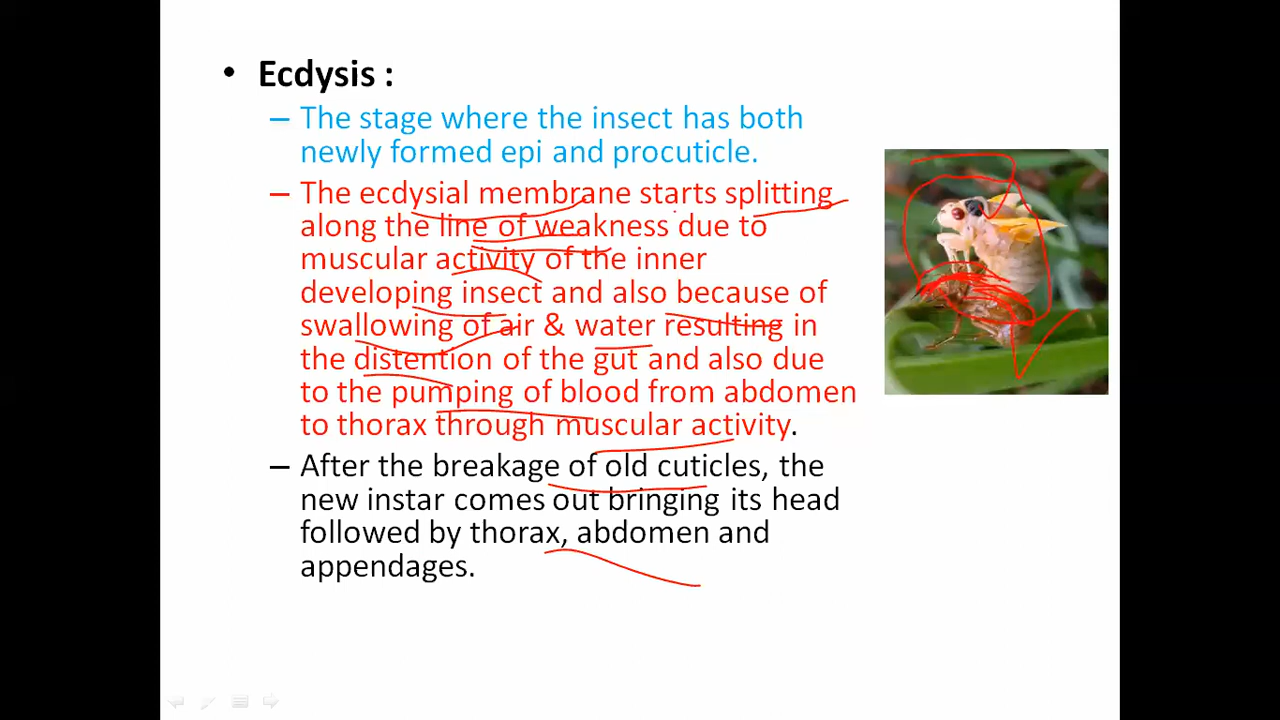 • Ecdysis :
– The stage where the insect has both
newly formed epi and procuticle.
– The ecdysial membrane starts splitting
along the line of weakness due to
muscular activity of the inner
developing insect and also because of
swallowing of air & water resulting in
the distention of the gut and also due
to the pumping of blood from abdomen
to thorax through muscular activity.
– After the breakage of old cuticles, the
new instar comes out bringing its head
followed by thorax, abdomen and
appendages.